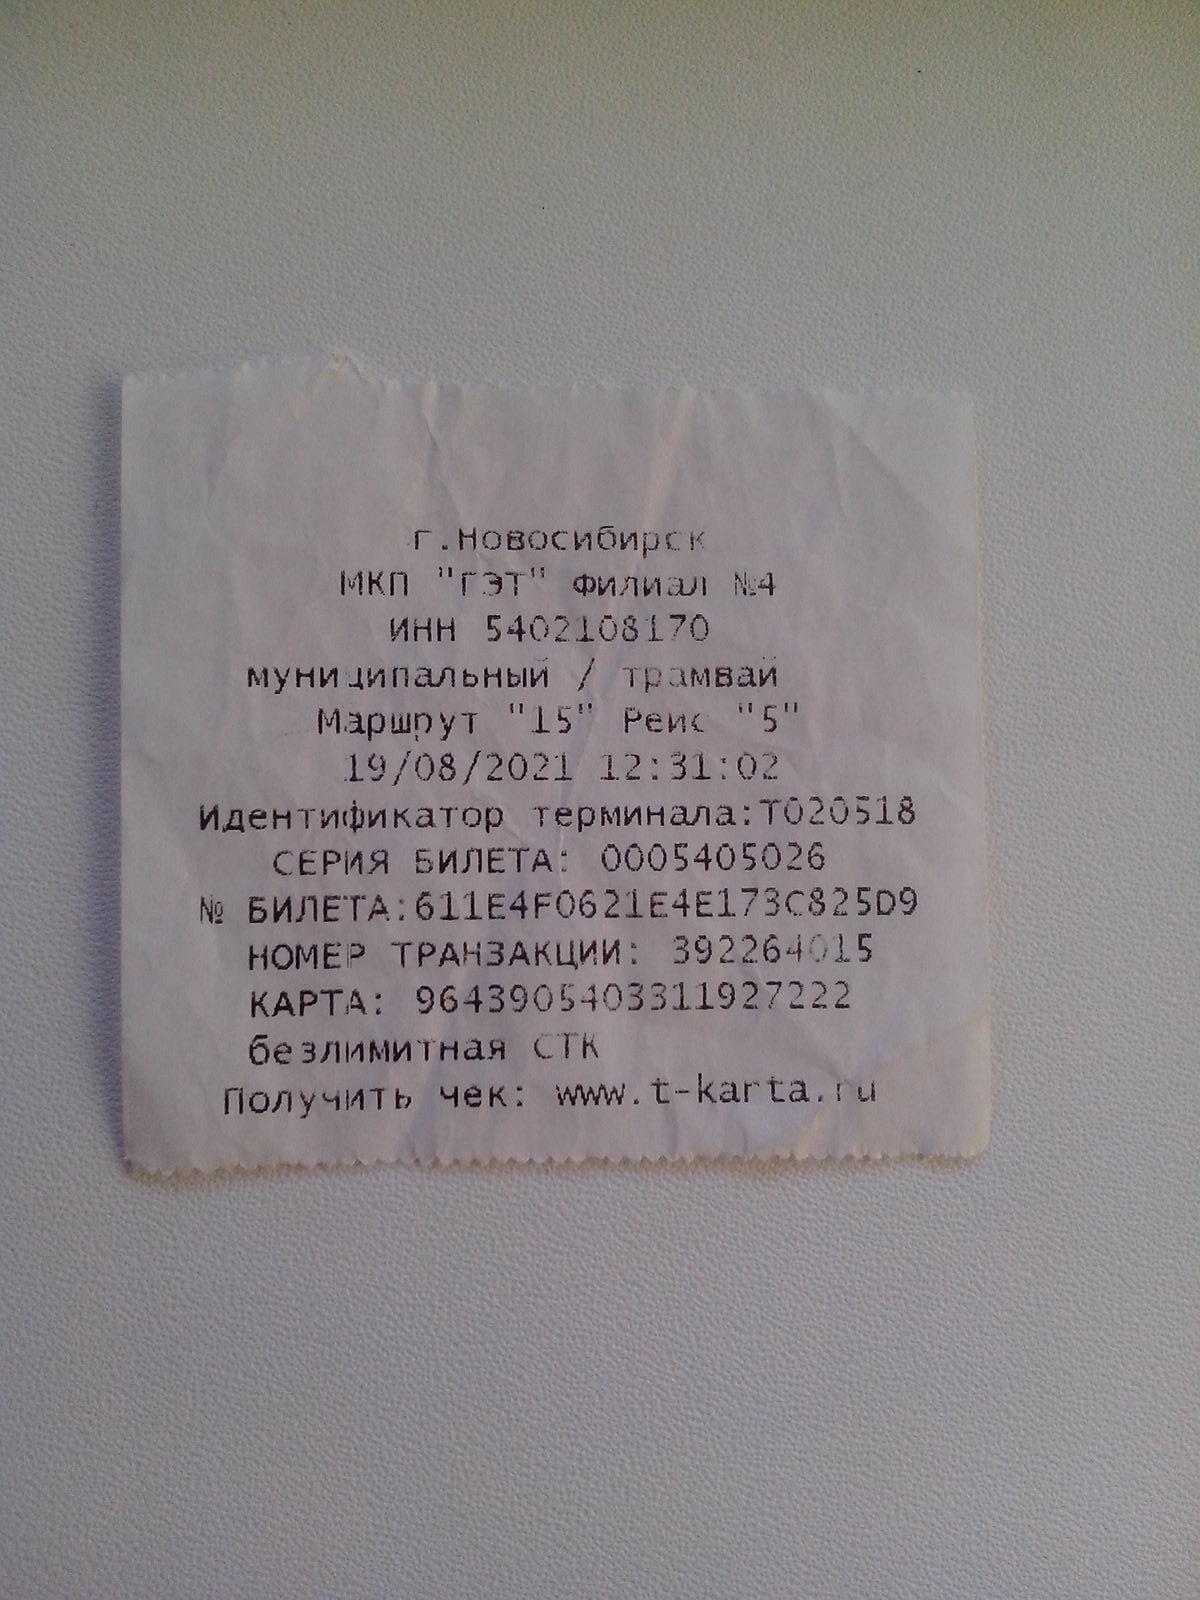 г.Новосибирск
МКП "ГЭТ" Филиал №4
ИНН 5402108170
муниципальный / трамвай
Маршрут "15" Рейс "5"
19/08/2021 12:31:02
Идентификатор терминала:Т020518
СЕРИЯ БИЛЕТА: 0005405026
№ БИЛЕТА:611E4F0621E4E173C825D9
НОМЕР ТРАНЗАКЦИИ: 392264015
КАРТА: 9643905403311927222
безлимитная СТК
Получить чек: www.t-karta.ru